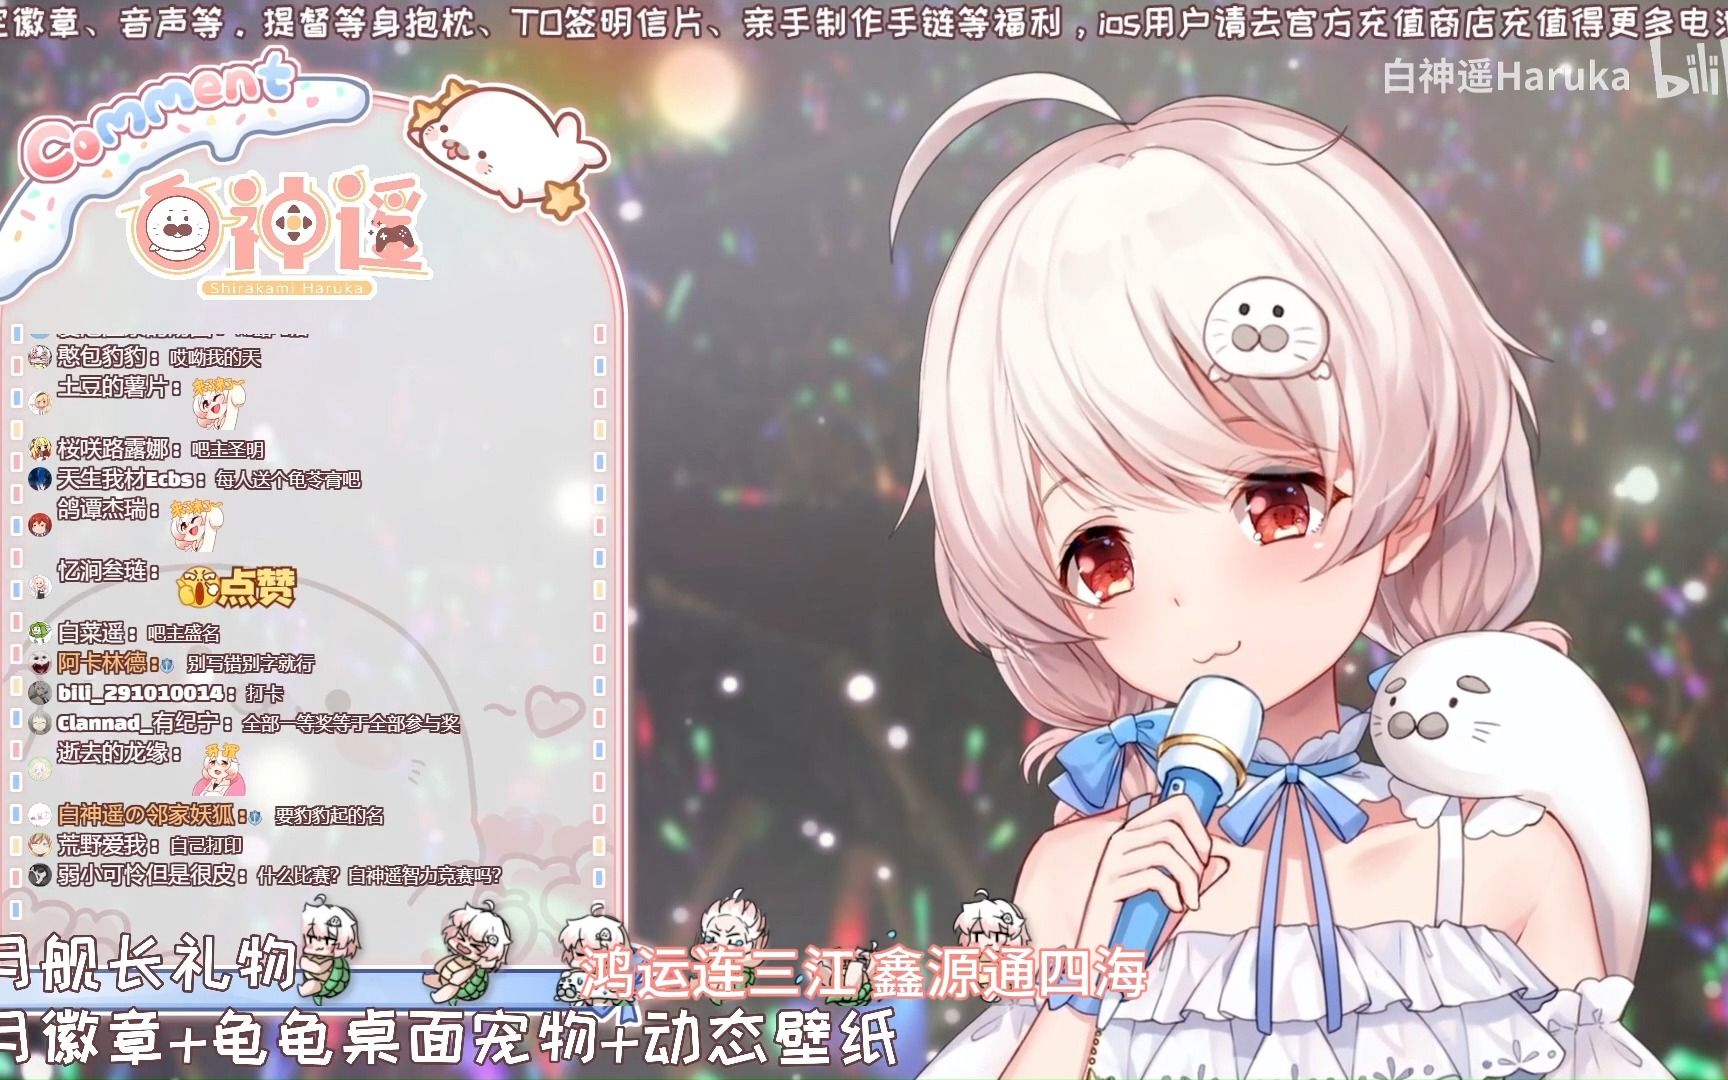 徽章、音声等．提督等身抱枕、TO签明信片、亲手制作手链等福利，ios用户请去官方充值商店充值得更多电池
白神遥Haruka bili
Comment
白神遥
Shirakami Haruka
憨包豹豹：哎呦我的天
土豆的薯片：
桜咲路露娜：吧主圣明
天生我材Ecbs：每人送个龟苓膏吧
鸽谭杰瑞：
忆涧叁琏：点赞
白菜遥：吧主盛名
阿卡林德：别写错别字就行
bili_291010014：打卡
Clannad_有纪宁：全部一等奖等于全部参与奖
逝去的龙缘：
白神遥の邻家妖狐：要豹豹起的名
荒野爱我：自己打印
弱小可怜但是很皮：什么比赛？白神遥智力竞赛吗？
月舰长礼物
鸿运连三江 鑫源通四海
月徽章+龟龟桌面宠物+动态壁纸